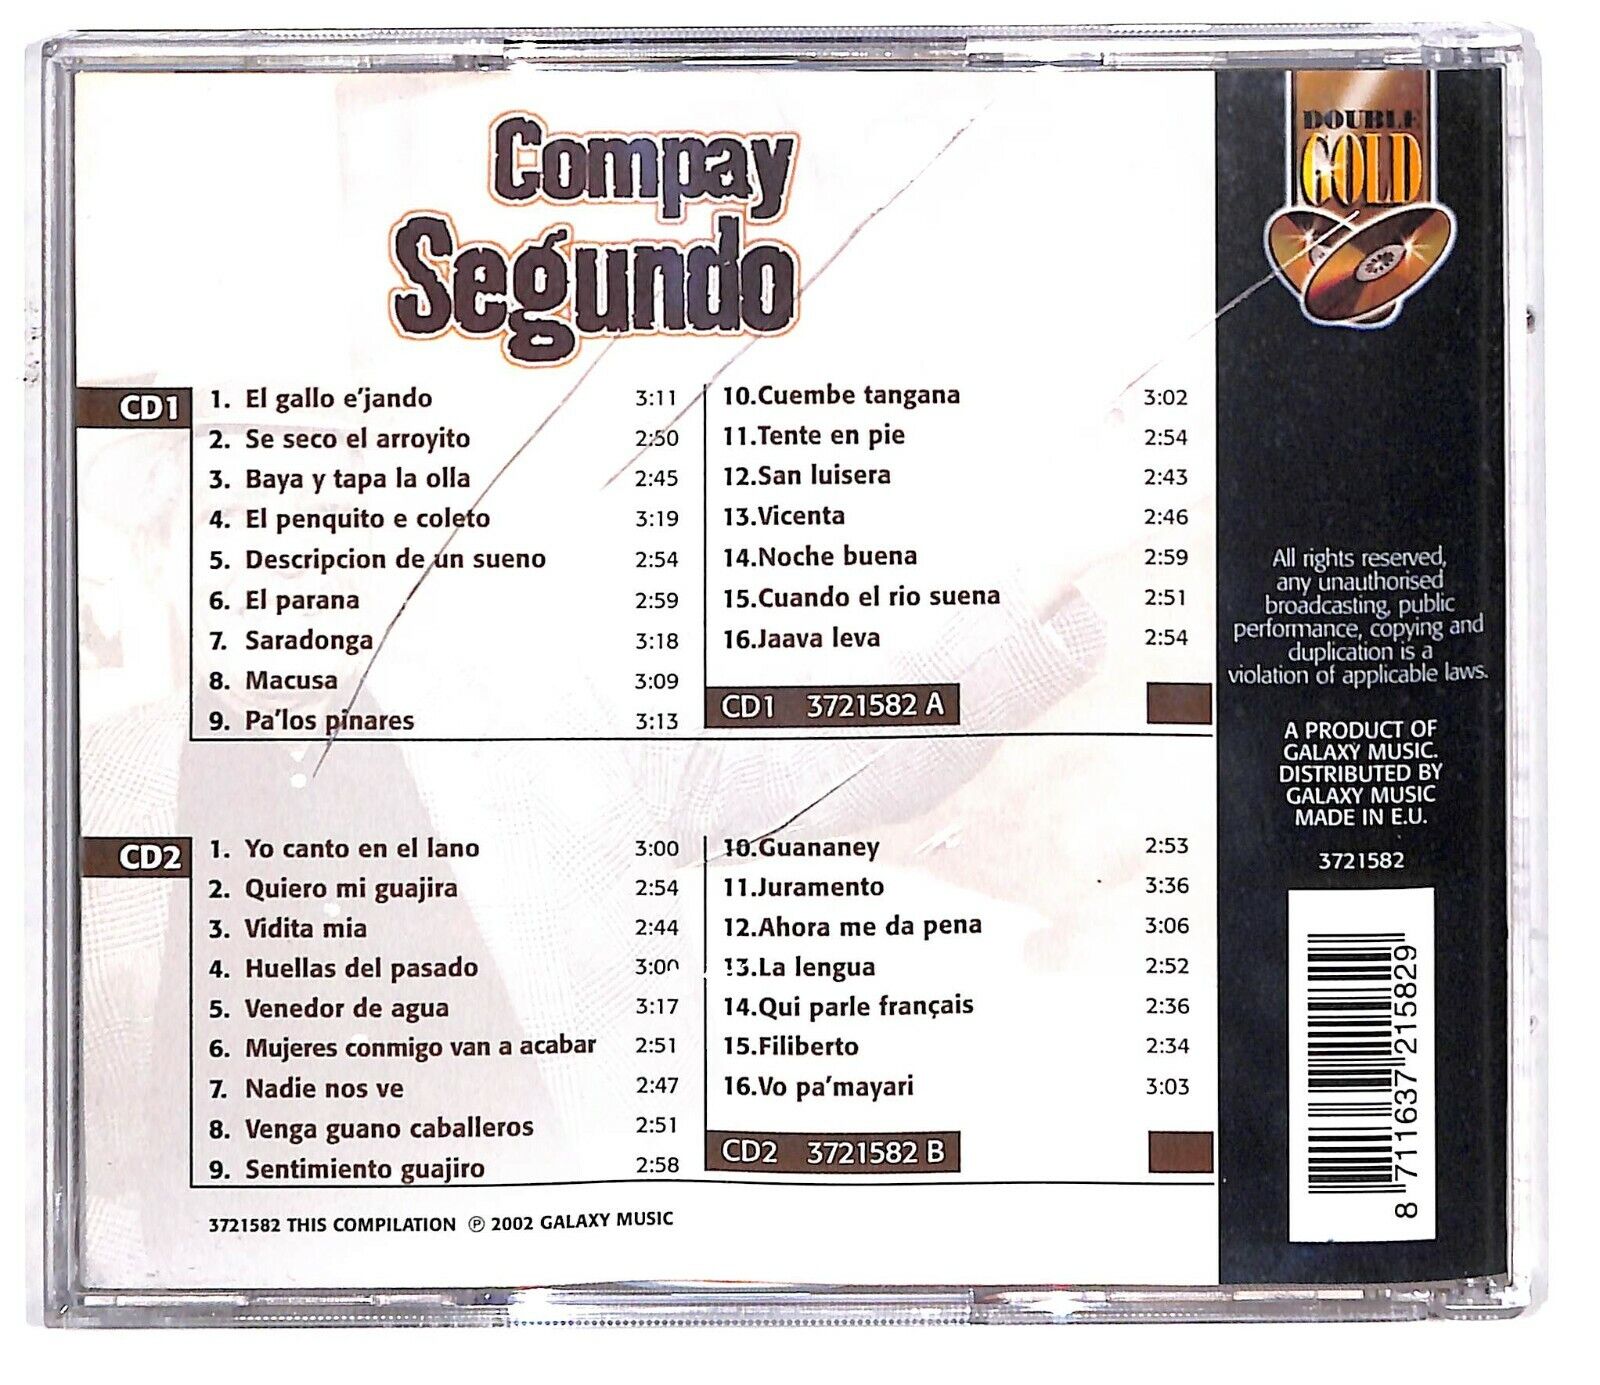 Compay
Segundo
CD1
1. El gallo e'jando 3:11
2. Se seco el arroyito 2:50
3. Baya y tapa la olla 2:45
4. El penquito e coleto 3:19
5. Descripcion de un sueno 2:54
6. El parana 2:59
7. Saradonga 3:18
8. Macusa 3:09
9. Pa'los pinares 3:13
10.Cuembe tangana 3:02
11.Tente en pie 2:54
12.San luisera 2:43
13.Vicenta 2:46
14.Noche buena 2:59
15.Cuando el rio suena 2:51
16.Jaava leva 2:54
CD1 3721582 A
CD2
1. Yo canto en el lano 3:00
2. Quiero mi guajira 2:54
3. Vidita mia 2:44
4. Huellas del pasado 3:00
5. Venedor de agua 3:17
6. Mujeres conmigo van a acabar 2:51
7. Nadie nos ve 2:47
8. Venga guano caballeros 2:51
9. Sentimiento guajiro 2:58
10.Guananey 2:53
11.Juramento 3:36
12.Ahora me da pena 3:06
13.La lengua 2:52
14.Qui parle français 2:36
15.Filiberto 2:34
16.Vo pa'mayari 3:03
CD2 3721582 B
3721582 THIS COMPILATION ℗ 2002 GALAXY MUSIC
DOUBLE
GOLD
All rights reserved,
any unauthorised
broadcasting, public
performance, copying and
duplication is a
violation of applicable laws.
A PRODUCT OF
GALAXY MUSIC.
DISTRIBUTED BY
GALAXY MUSIC
MADE IN E.U.
3721582
8 711637 215829